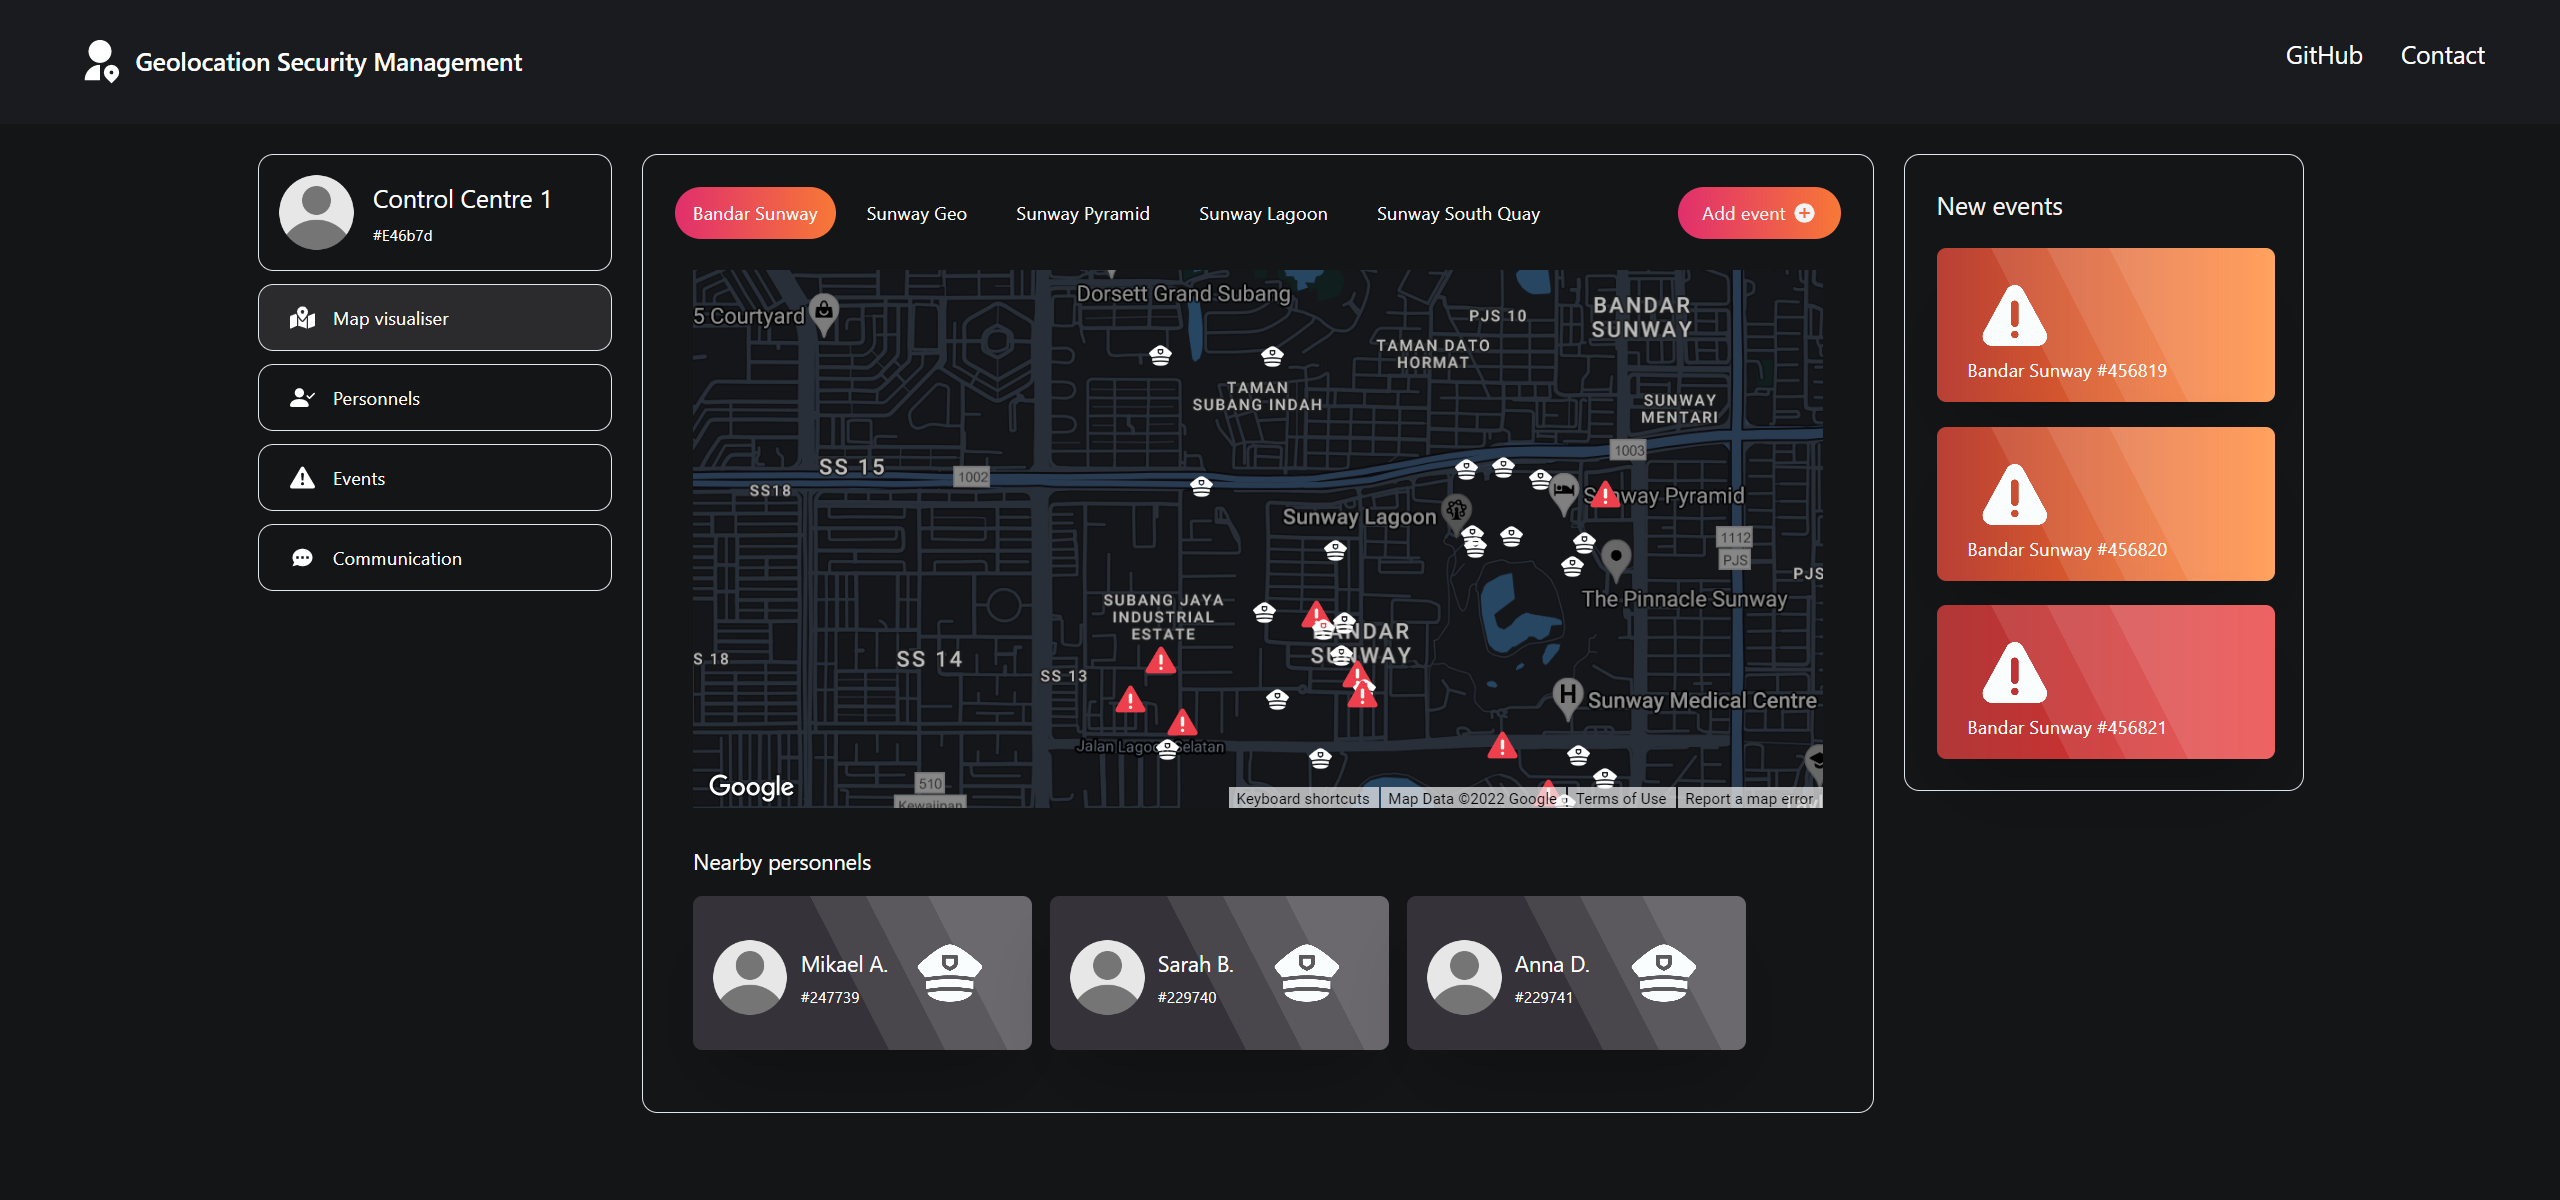 Geolocation Security Management
GitHub
Contact
Control Centre 1
#E46b7d
Map visualiser
Personnels
Events
Communication
Bandar Sunway
Sunway Geo
Sunway Pyramid
Sunway Lagoon
Sunway South Quay
Add event
Dorsett Grand Subang
5 Courtyard
PJS 10
BANDAR
SUNWAY
TAMAN DATO
HORMAT
TAMAN
SUBANG INDAH
SUNWAY
MENTARI
1003
SS 15
1002
SS18
Sunway Pyramid
Sunway Lagoon
1112
PJS
PJS
The Pinnacle Sunway
SUBANG JAYA
INDUSTRIAL
ESTATE
BANDAR
SUNWAY
S 18
SS 14
SS 13
Sunway Medical Centre
Jalan Lagoon Selatan
510
Google
Keyboard shortcuts
Map Data ©2022 Google
Terms of Use
Report a map error
Nearby personnels
Mikael A.
#247739
Sarah B.
#229740
Anna D.
#229741
New events
Bandar Sunway #456819
Bandar Sunway #456820
Bandar Sunway #456821